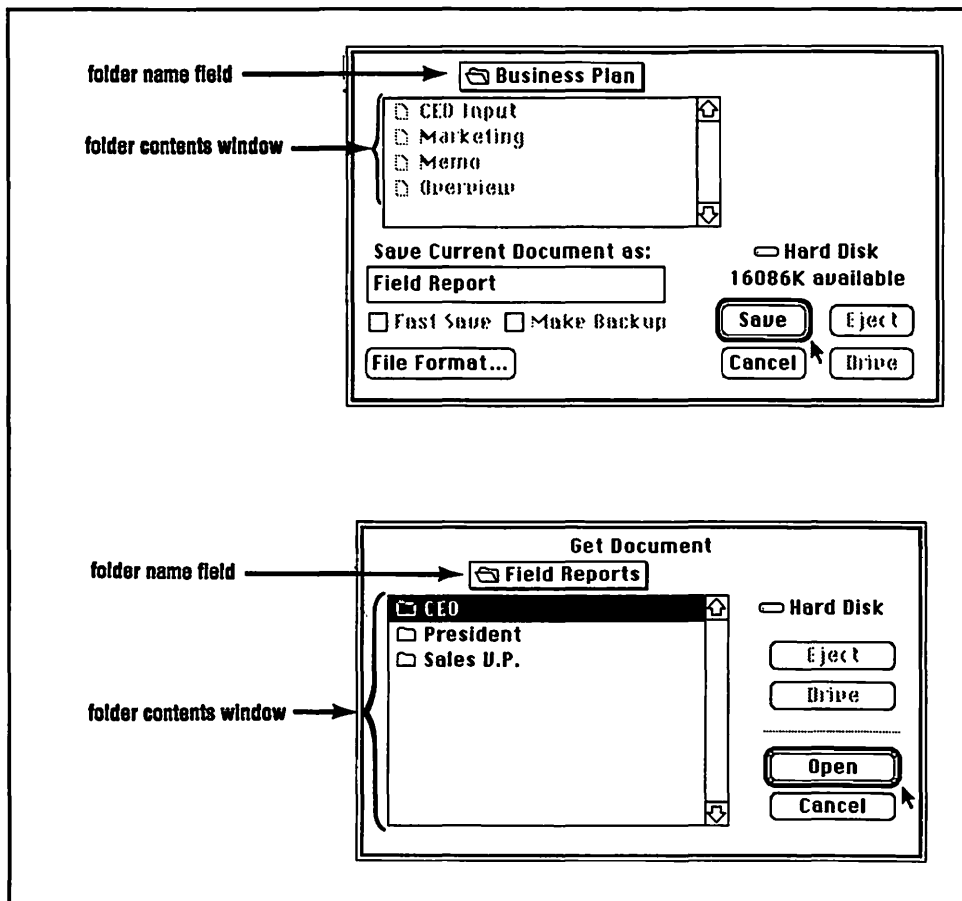 folder name field
Business Plan
folder contents window
CEO Input
Marketing
Memo
Overview
Save Current Document as:
Field Report
Fast Save Make Backup
File Format...
Hard Disk
16086K available
Save Eject
Cancel Drive
Get Document
folder name field
Field Reports
folder contents window
CEO
President
Sales V.P.
Hard Disk
Eject
Drive
Open
Cancel